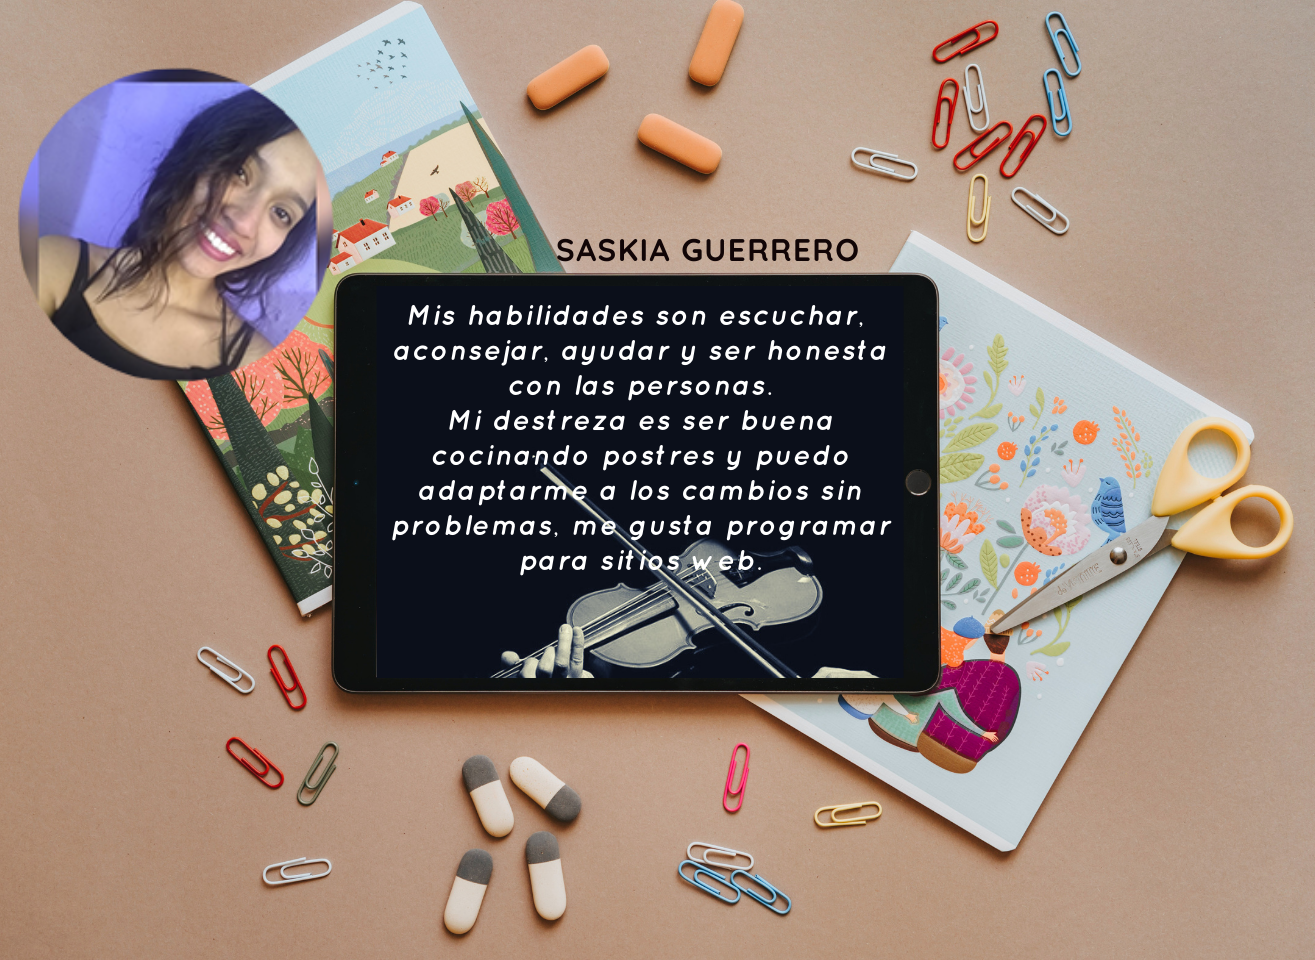 SASKIA GUERRERO
Mis habilidades son escuchar,
aconsejar, ayudar y ser honesta
con las personas.
Mi destreza es ser buena
cocinando postres y puedo
adaptarme a los cambios sin
problemas, me gusta programar
para sitios web.